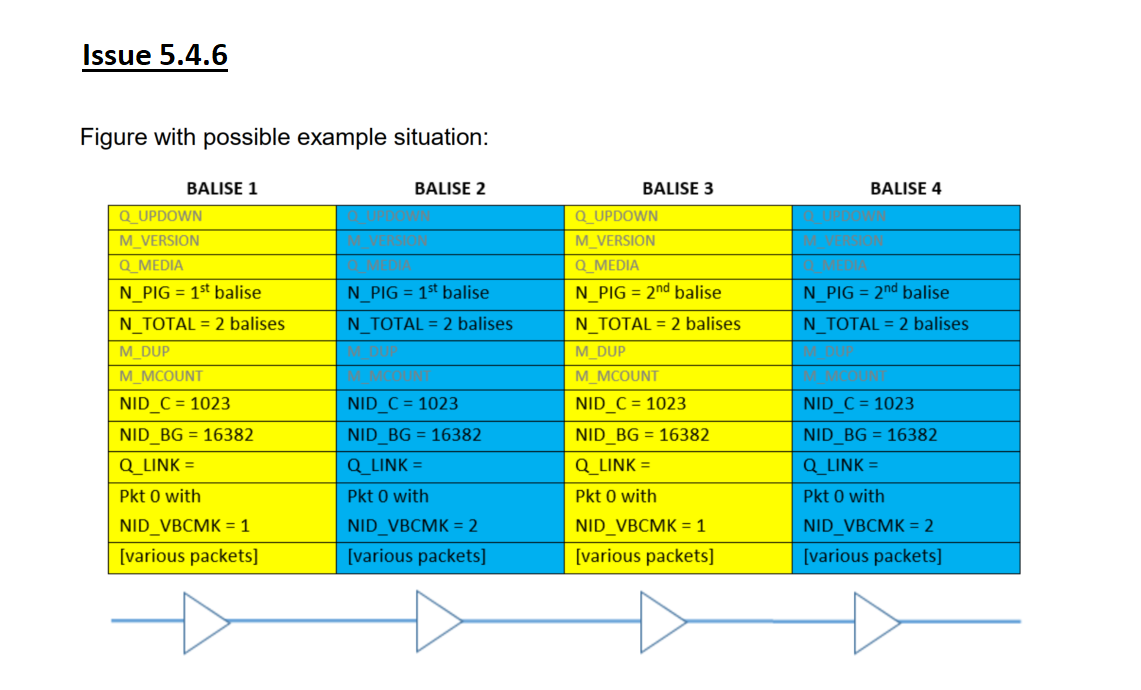 Issue 5.4.6
Figure with possible example situation:
BALISE 1 BALISE 2 BALISE 3 BALISE 4
Q_UPDOWN Q_UPDOWN Q_UPDOWN Q_UPDOWN
M_VERSION M_VERSION M_VERSION M_VERSION
Q_MEDIA Q_MEDIA Q_MEDIA Q_MEDIA
N_PIG = 1st balise N_PIG = 1st balise N_PIG = 2nd balise N_PIG = 2nd balise
N_TOTAL = 2 balises N_TOTAL = 2 balises N_TOTAL = 2 balises N_TOTAL = 2 balises
M_DUP M_DUP M_DUP M_DUP
M_MCOUNT M_MCOUNT M_MCOUNT M_MCOUNT
NID_C = 1023 NID_C = 1023 NID_C = 1023 NID_C = 1023
NID_BG = 16382 NID_BG = 16382 NID_BG = 16382 NID_BG = 16382
Q_LINK = Q_LINK = Q_LINK = Q_LINK =
Pkt 0 with Pkt 0 with Pkt 0 with Pkt 0 with
NID_VBCMK = 1 NID_VBCMK = 2 NID_VBCMK = 1 NID_VBCMK = 2
[various packets] [various packets] [various packets] [various packets]